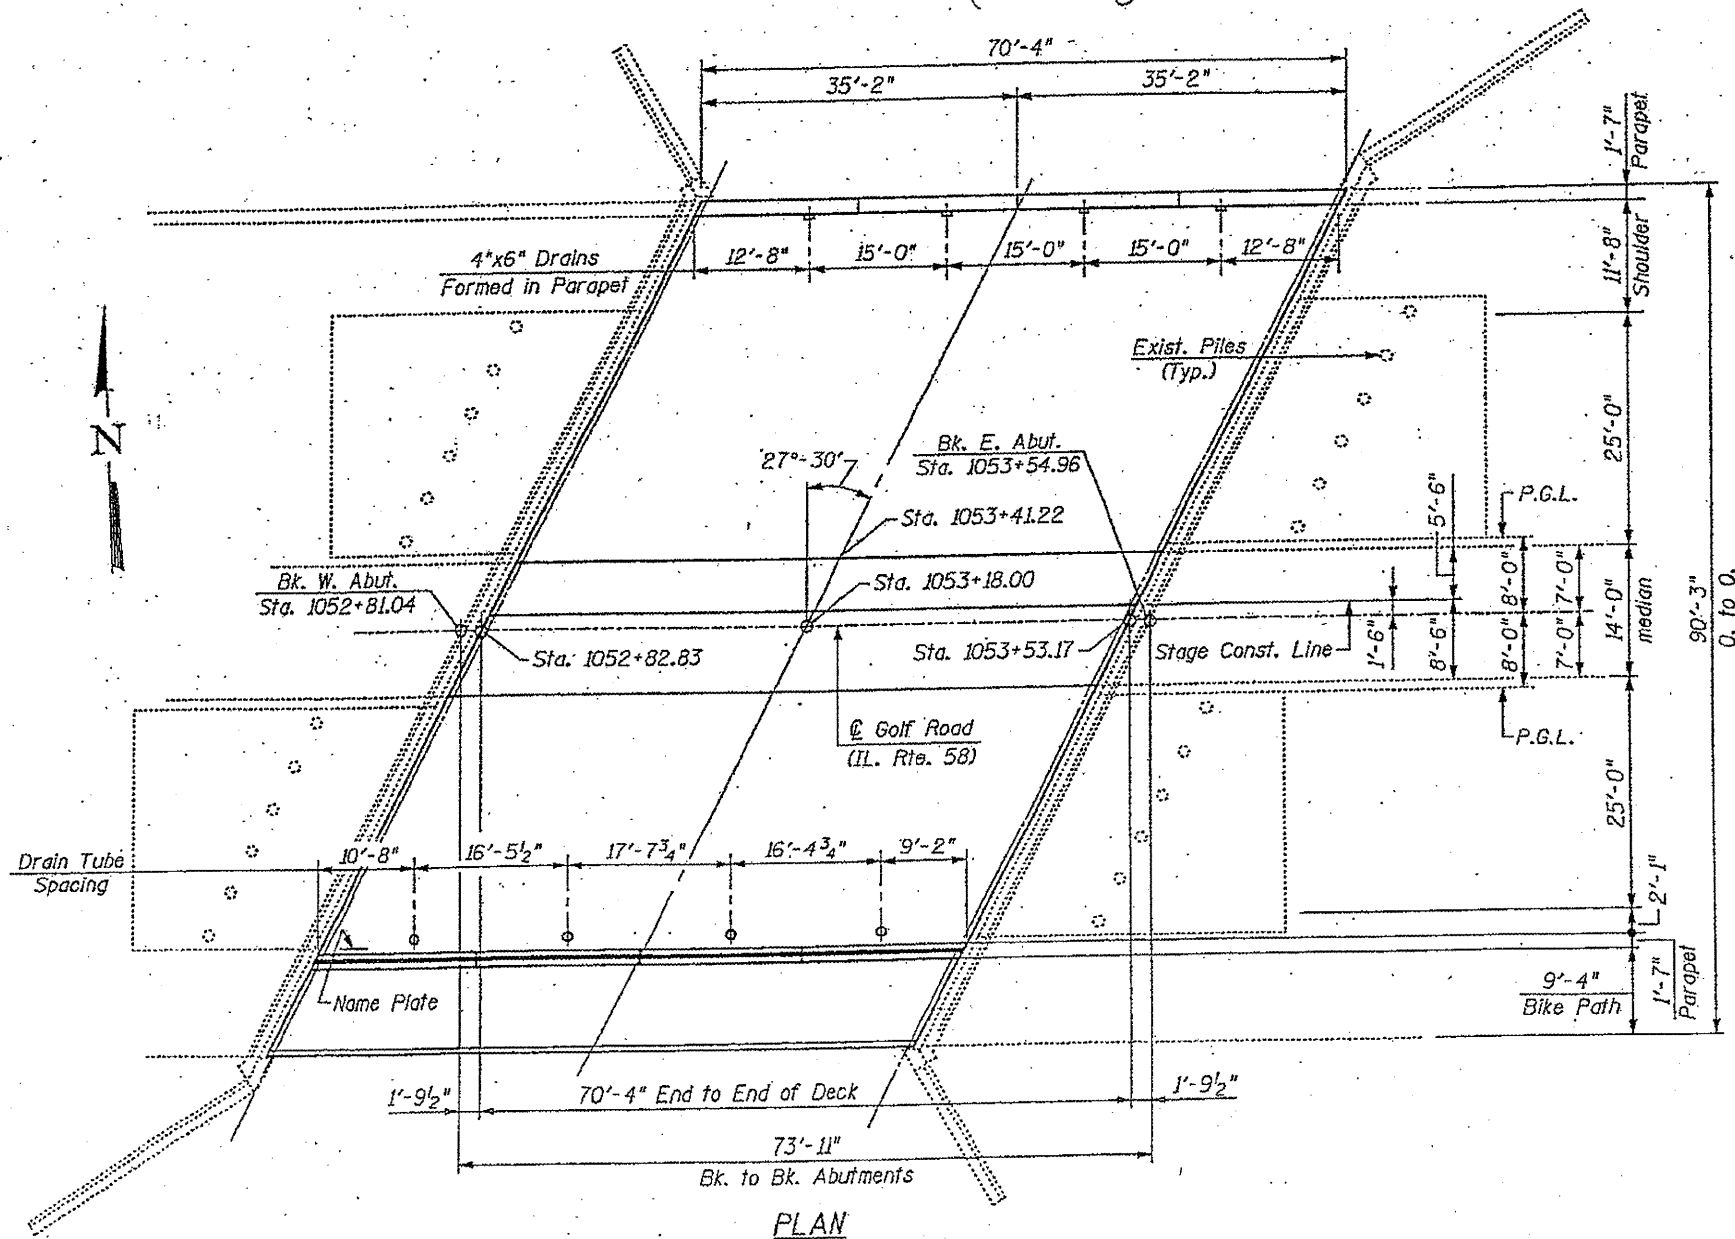 70'-4"
35'-2"
35'-2"
1'-7"
Parapet
4"x6" Drains
Formed in Parapet
12'-8"
15'-0"
15'-0"
15'-0"
12'-8"
11'-8"
Shoulder
Exist. Piles
(Typ.)
25'-0"
N
27°-30'
Bk. E. Abut.
Sta. 1053+54.96
Sta. 1053+41.22
P.G.L.
5'-6"
Bk. W. Abut.
Sta. 1052+81.04
Sta. 1053+18.00
8'-0"
7'-0"
14'-0"
median
90'-3"
O. to O.
Sta. 1052+82.83
Sta. 1053+53.17
Stage Const. Line
1'-6"
8'-6"
8'-0"
7'-0"
℄ Golf Road
(IL. Rte. 58)
P.G.L.
25'-0"
Drain Tube
Spacing
10'-8"
16'-5½"
17'-7¾"
16'-4¾"
9'-2"
2'-1"
Name Plate
9'-4"
Bike Path
1'-7"
Parapet
1'-9½"
70'-4" End to End of Deck
1'-9½"
73'-11"
Bk. to Bk. Abutments
PLAN